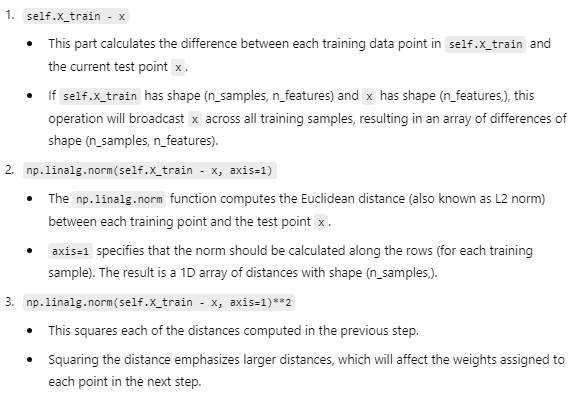 1. self.X_train - x
• This part calculates the difference between each training data point in self.X_train and
the current test point x.
• If self.X_train has shape (n_samples, n_features) and x has shape (n_features,), this
operation will broadcast x across all training samples, resulting in an array of differences of
shape (n_samples, n_features).
2. np.linalg.norm(self.X_train - x, axis=1)
• The np.linalg.norm function computes the Euclidean distance (also known as L2 norm)
between each training point and the test point x.
• axis=1 specifies that the norm should be calculated along the rows (for each training
sample). The result is a 1D array of distances with shape (n_samples,).
3. np.linalg.norm(self.X_train - x, axis=1)**2
• This squares each of the distances computed in the previous step.
• Squaring the distance emphasizes larger distances, which will affect the weights assigned to
each point in the next step.